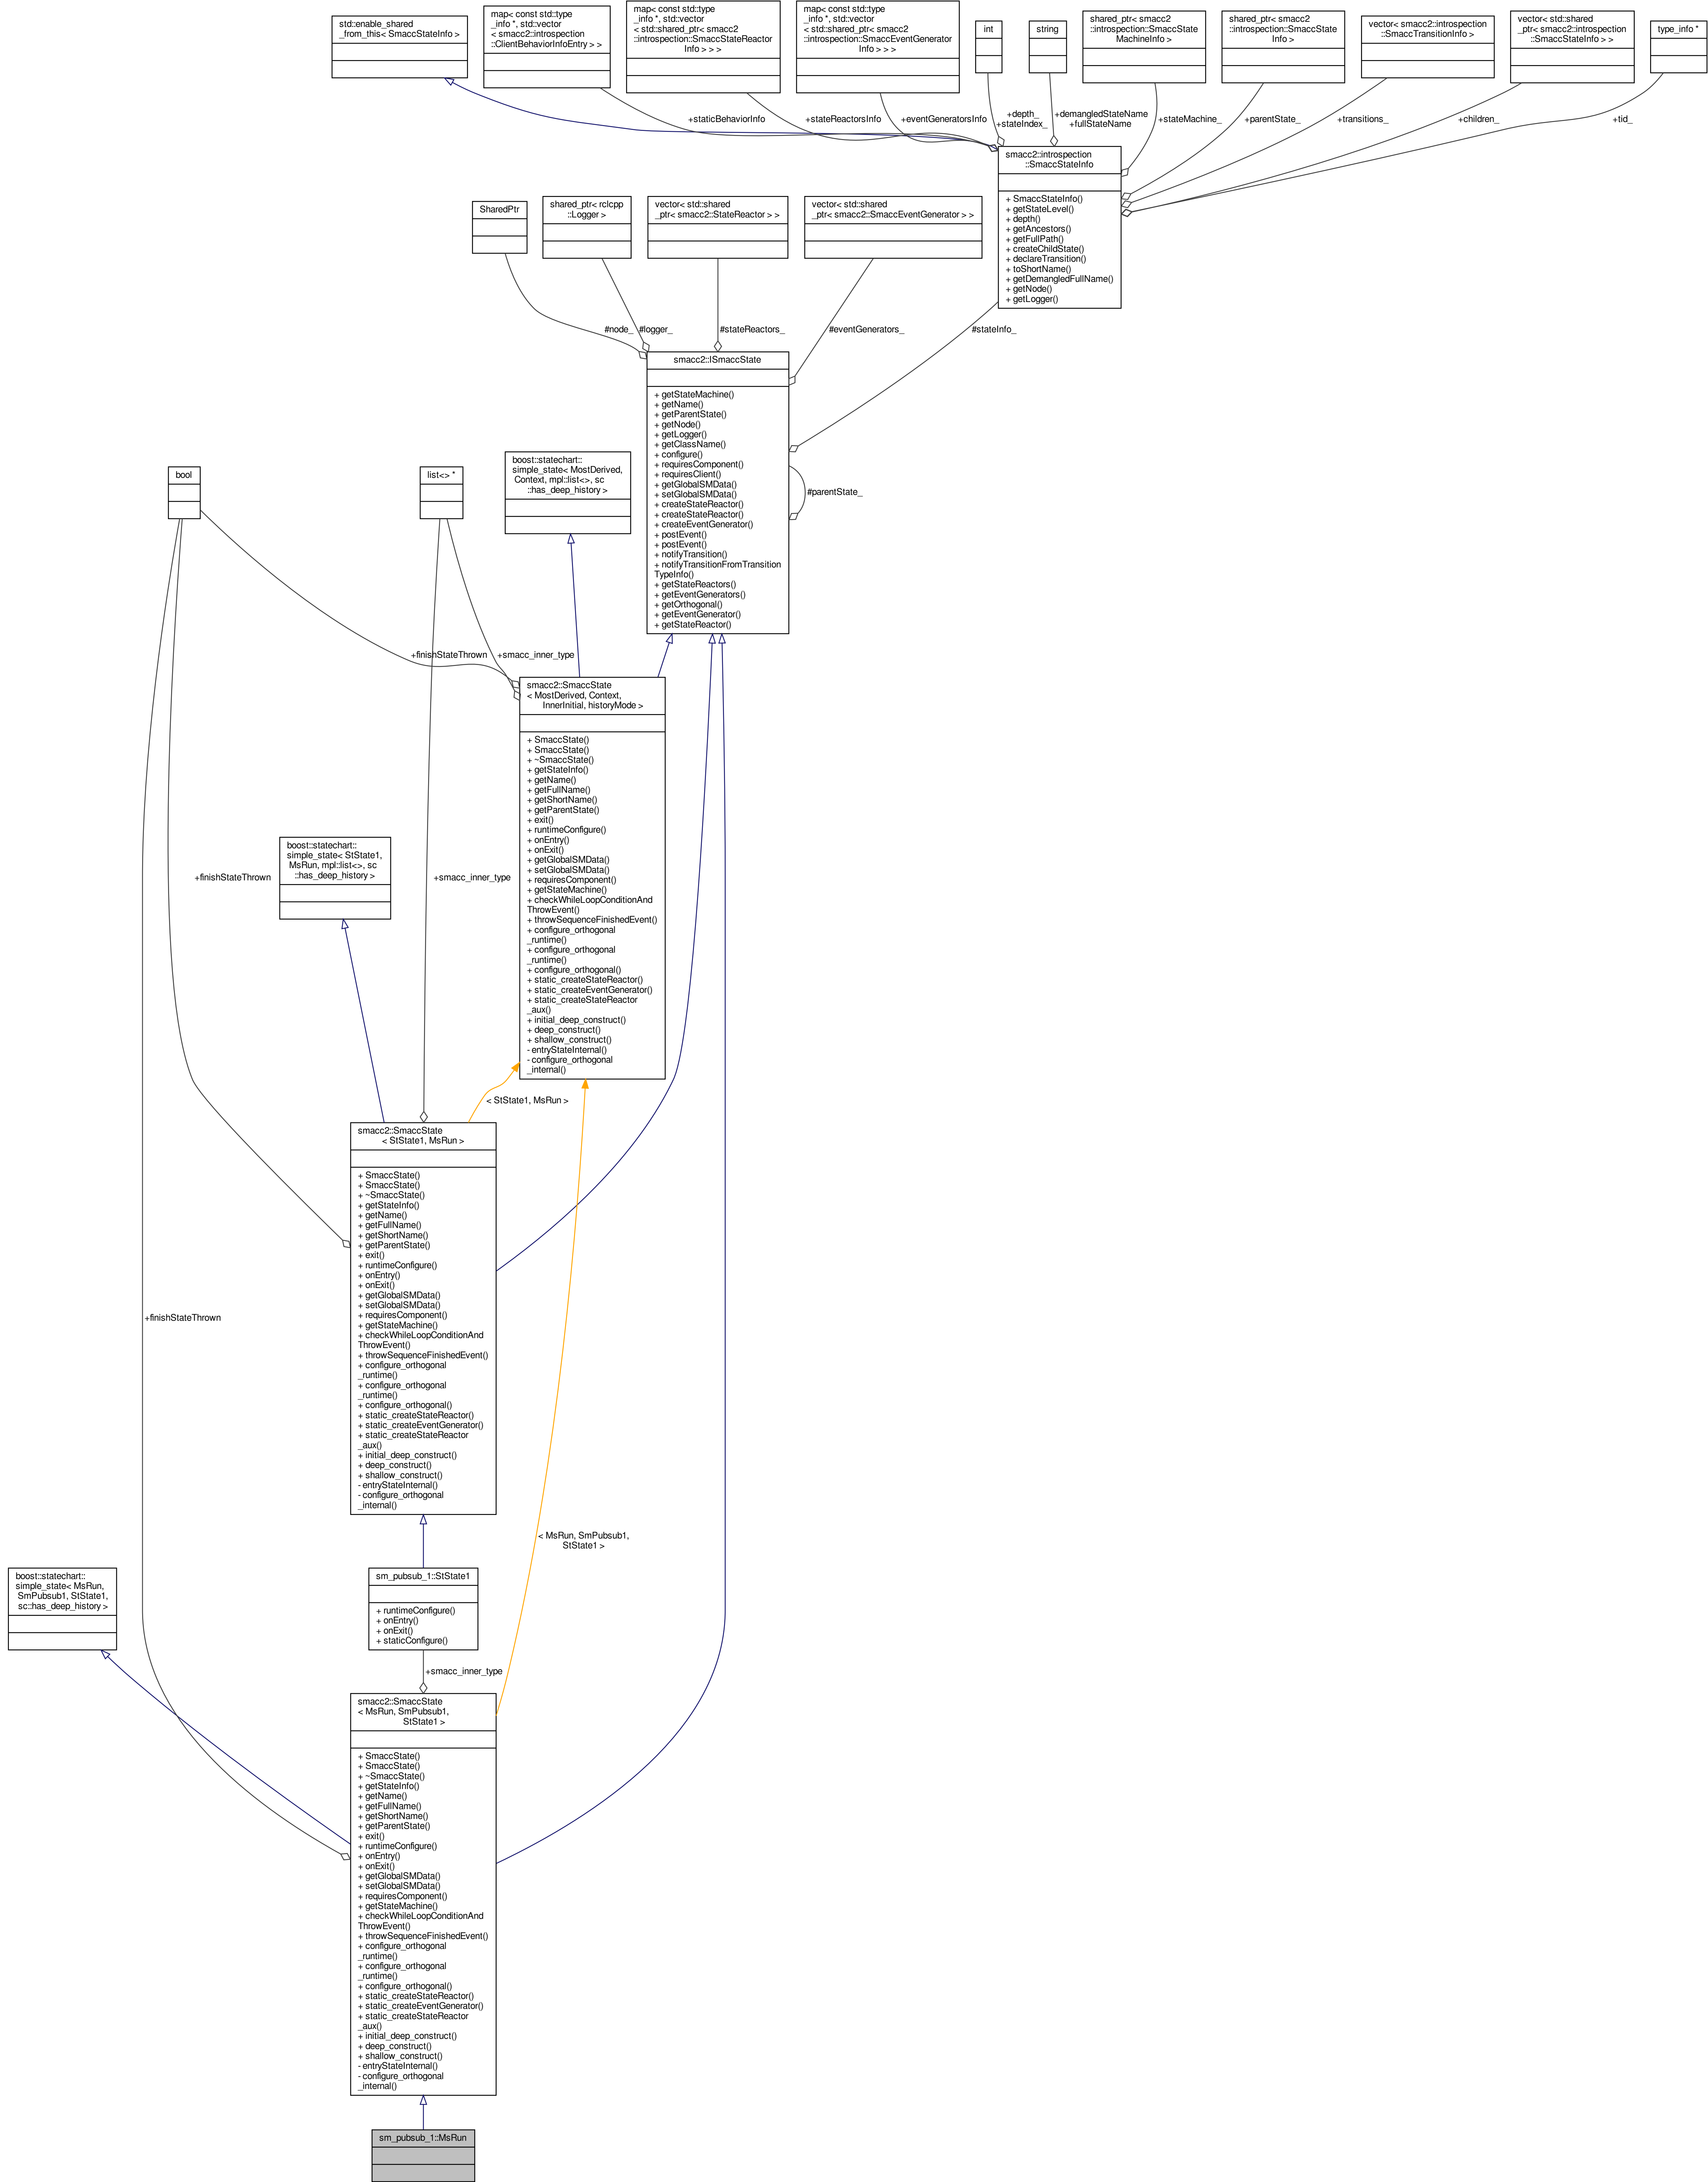 std::enable_shared
_from_this< SmaccStateInfo >
map< const std::type
_info *, std::vector
< smacc2::introspection
::ClientBehaviorInfoEntry > >
map< const std::type
_info *, std::vector
< std::shared_ptr< smacc2
::introspection::SmaccStateReactor
Info > > >
map< const std::type
_info *, std::vector
< std::shared_ptr< smacc2
::introspection::SmaccEventGenerator
Info > > >
int
string
shared_ptr< smacc2
::introspection::SmaccState
MachineInfo >
shared_ptr< smacc2
::introspection::SmaccState
Info >
vector< smacc2::introspection
::SmaccTransitionInfo >
vector< std::shared
_ptr< smacc2::introspection
::SmaccStateInfo > >
type_info *
+staticBehaviorInfo
+stateReactorsInfo
+eventGeneratorsInfo
+depth_
+stateIndex_
+demangledStateName
+fullStateName
+stateMachine_
+parentState_
+transitions_
+children_
+tid_
smacc2::introspection
::SmaccStateInfo
+ SmaccStateInfo()
+ getStateLevel()
+ depth()
+ getAncestors()
+ getFullPath()
+ createChildState()
+ declareTransition()
+ toShortName()
+ getDemangledFullName()
+ getNode()
+ getLogger()
SharedPtr
shared_ptr< rclcpp
::Logger >
vector< std::shared
_ptr< smacc2::StateReactor > >
vector< std::shared
_ptr< smacc2::SmaccEventGenerator > >
#node_
#logger_
#stateReactors_
#eventGenerators_
#stateInfo_
smacc2::ISmaccState
+ getStateMachine()
+ getName()
+ getParentState()
+ getNode()
+ getLogger()
+ getClassName()
+ configure()
+ requiresComponent()
+ requiresClient()
+ getGlobalSMData()
+ setGlobalSMData()
+ createStateReactor()
+ createStateReactor()
+ createEventGenerator()
+ postEvent()
+ postEvent()
+ notifyTransition()
+ notifyTransitionFromTransition
TypeInfo()
+ getStateReactors()
+ getEventGenerators()
+ getOrthogonal()
+ getEventGenerator()
+ getStateReactor()
#parentState_
boost::statechart::
simple_state< MostDerived,
Context, mpl::list<>, sc
::has_deep_history >
bool
list<> *
+finishStateThrown
+smacc_inner_type
smacc2::SmaccState
< MostDerived, Context,
InnerInitial, historyMode >
+ SmaccState()
+ SmaccState()
+ ~SmaccState()
+ getStateInfo()
+ getName()
+ getFullName()
+ getShortName()
+ getParentState()
+ exit()
+ runtimeConfigure()
+ onEntry()
+ onExit()
+ getGlobalSMData()
+ setGlobalSMData()
+ requiresComponent()
+ getStateMachine()
+ checkWhileLoopConditionAnd
ThrowEvent()
+ throwSequenceFinishedEvent()
+ configure_orthogonal
_runtime()
+ configure_orthogonal
_runtime()
+ configure_orthogonal()
+ static_createStateReactor()
+ static_createEventGenerator()
+ static_createStateReactor
_aux()
+ initial_deep_construct()
+ deep_construct()
+ shallow_construct()
- entryStateInternal()
- configure_orthogonal
_internal()
boost::statechart::
simple_state< StState1,
MsRun, mpl::list<>, sc
::has_deep_history >
+finishStateThrown
+smacc_inner_type
< StState1, MsRun >
smacc2::SmaccState
< StState1, MsRun >
+ SmaccState()
+ SmaccState()
+ ~SmaccState()
+ getStateInfo()
+ getName()
+ getFullName()
+ getShortName()
+ getParentState()
+ exit()
+ runtimeConfigure()
+ onEntry()
+ onExit()
+ getGlobalSMData()
+ setGlobalSMData()
+ requiresComponent()
+ getStateMachine()
+ checkWhileLoopConditionAnd
ThrowEvent()
+ throwSequenceFinishedEvent()
+ configure_orthogonal
_runtime()
+ configure_orthogonal
_runtime()
+ configure_orthogonal()
+ static_createStateReactor()
+ static_createEventGenerator()
+ static_createStateReactor
_aux()
+ initial_deep_construct()
+ deep_construct()
+ shallow_construct()
- entryStateInternal()
- configure_orthogonal
_internal()
+finishStateThrown
< MsRun, SmPubsub1,
StState1 >
boost::statechart::
simple_state< MsRun,
SmPubsub1, StState1,
sc::has_deep_history >
sm_pubsub_1::StState1
+ runtimeConfigure()
+ onEntry()
+ onExit()
+ staticConfigure()
+smacc_inner_type
smacc2::SmaccState
< MsRun, SmPubsub1,
StState1 >
+ SmaccState()
+ SmaccState()
+ ~SmaccState()
+ getStateInfo()
+ getName()
+ getFullName()
+ getShortName()
+ getParentState()
+ exit()
+ runtimeConfigure()
+ onEntry()
+ onExit()
+ getGlobalSMData()
+ setGlobalSMData()
+ requiresComponent()
+ getStateMachine()
+ checkWhileLoopConditionAnd
ThrowEvent()
+ throwSequenceFinishedEvent()
+ configure_orthogonal
_runtime()
+ configure_orthogonal
_runtime()
+ configure_orthogonal()
+ static_createStateReactor()
+ static_createEventGenerator()
+ static_createStateReactor
_aux()
+ initial_deep_construct()
+ deep_construct()
+ shallow_construct()
- entryStateInternal()
- configure_orthogonal
_internal()
sm_pubsub_1::MsRun